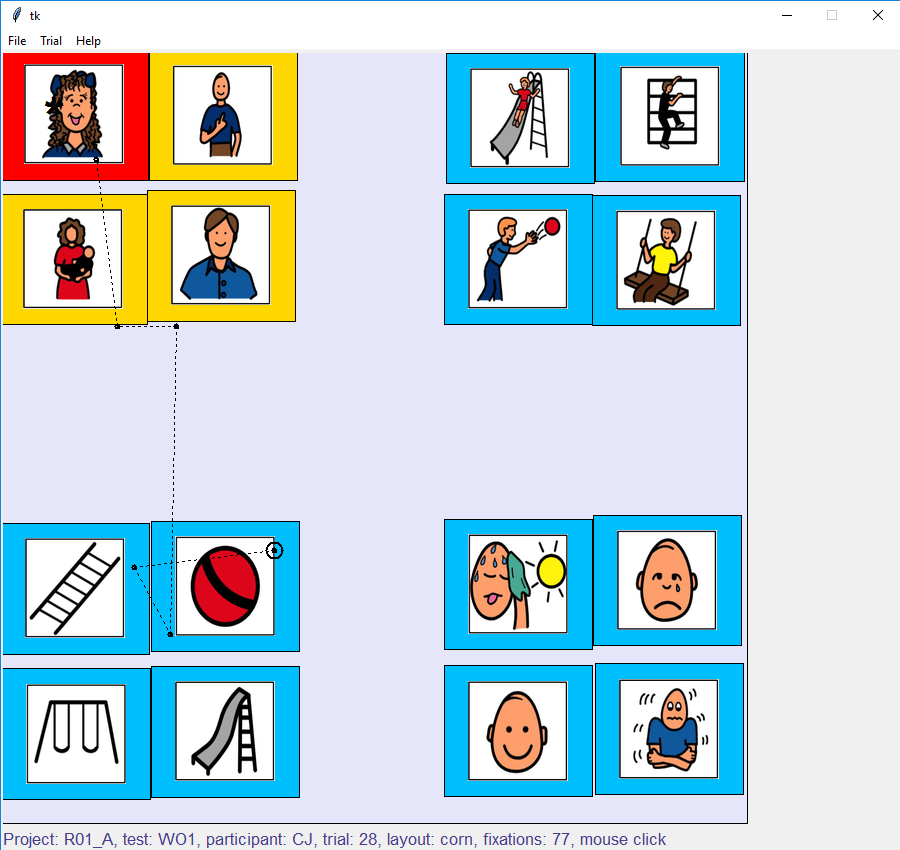 tk
File Trial Help
Project: R01_A, test: WO1, participant: CJ, trial: 28, layout: corn, fixations: 77, mouse click